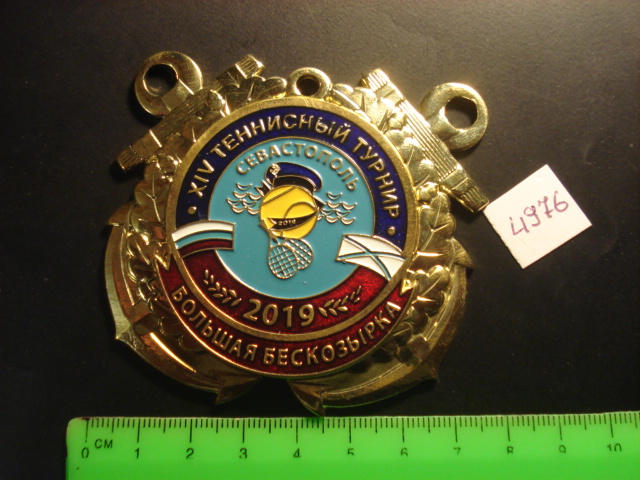 XIV ТЕННИСНЫЙ ТУРНИР
СЕВАСТОПОЛЬ
2019
2019
БОЛЬШАЯ БЕСКОЗЫРКА
4976
0 СМ 1 2 3 4 5 6 7 8 9 10